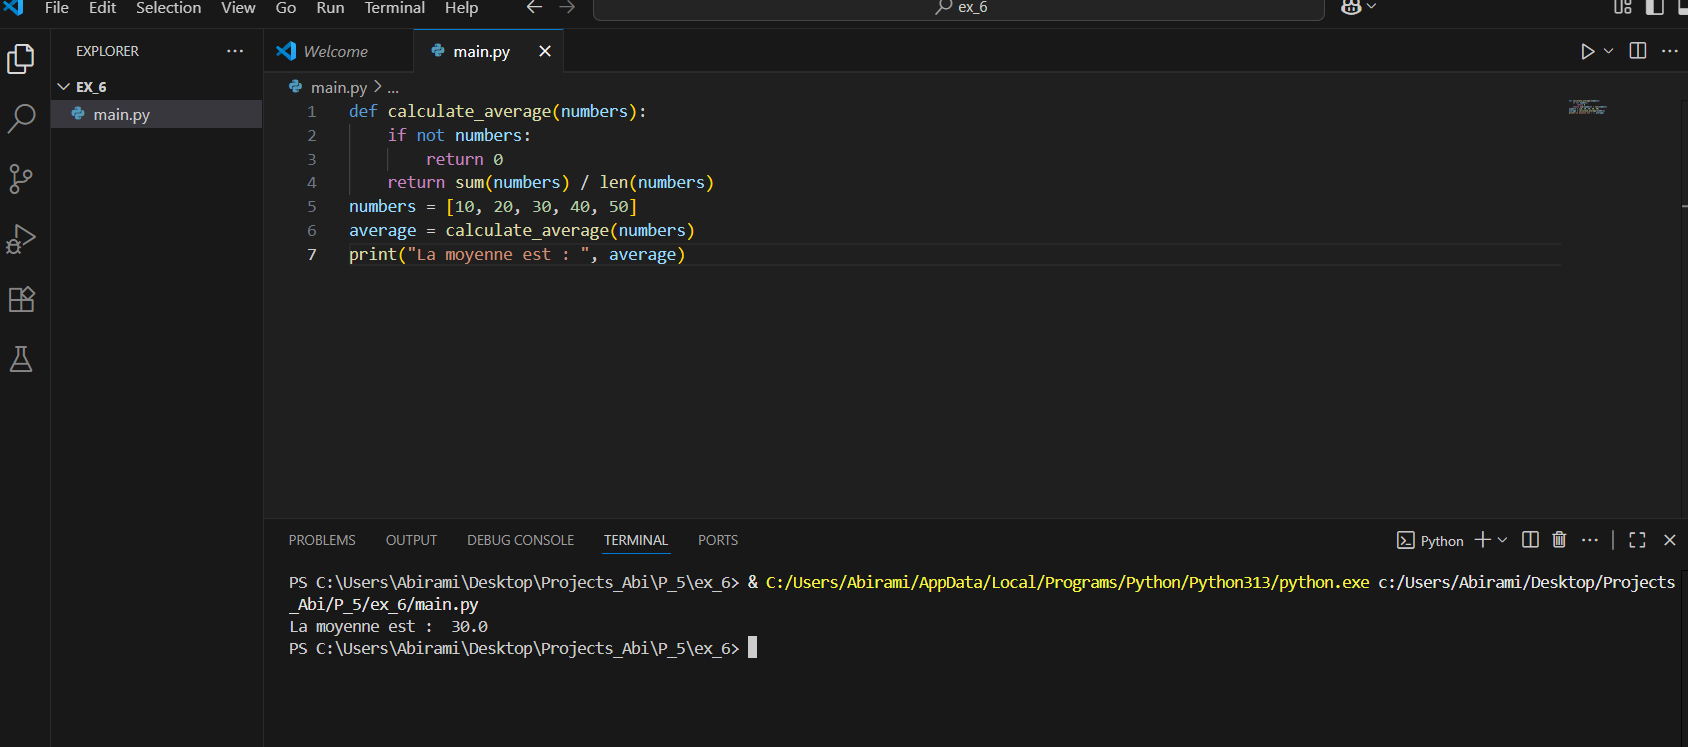 File Edit Selection View Go Run Terminal Help ex_6
EXPLORER ...
EX_6
main.py
Welcome main.py
main.py > ...
1 def calculate_average(numbers):
2     if not numbers:
3         return 0
4     return sum(numbers) / len(numbers)
5 numbers = [10, 20, 30, 40, 50]
6 average = calculate_average(numbers)
7 print("La moyenne est : ", average)
PROBLEMS OUTPUT DEBUG CONSOLE TERMINAL PORTS Python
PS C:\Users\Abirami\Desktop\Projects_Abi\P_5\ex_6> & C:/Users/Abirami/AppData/Local/Programs/Python/Python313/python.exe c:/Users/Abirami/Desktop/Projects
_Abi/P_5/ex_6/main.py
La moyenne est :  30.0
PS C:\Users\Abirami\Desktop\Projects_Abi\P_5\ex_6>